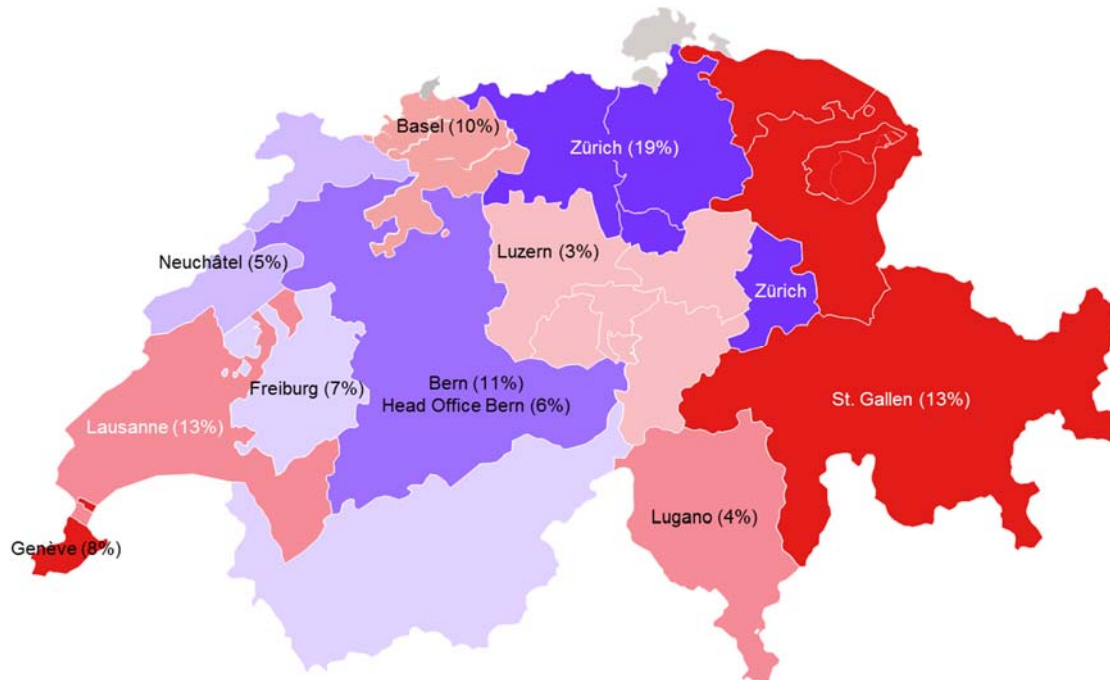 Basel (10%)
Zürich (19%)
Luzern (3%)
Neuchâtel (5%)
Zürich
Freiburg (7%)
Bern (11%)
Head Office Bern (6%)
St. Gallen (13%)
Lausanne (13%)
Lugano (4%)
Genève (8%)